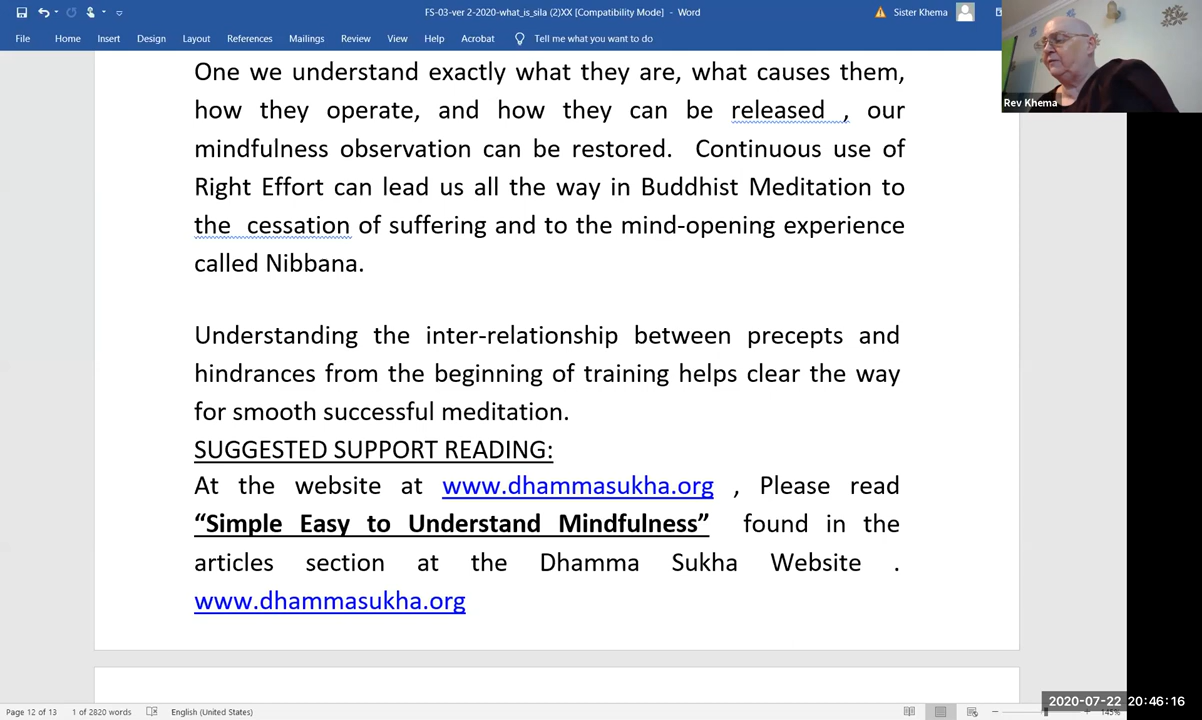 FS-03-ver 2-2020-what_is_sila (2)XX [Compatibility Mode] - Word
Sister Khema
File Home Insert Design Layout References Mailings Review View Help Acrobat Tell me what you want to do
Rev Khema
One we understand exactly what they are, what causes them,
how they operate, and how they can be released , our
mindfulness observation can be restored. Continuous use of
Right Effort can lead us all the way in Buddhist Meditation to
the cessation of suffering and to the mind-opening experience
called Nibbana.
Understanding the inter-relationship between precepts and
hindrances from the beginning of training helps clear the way
for smooth successful meditation.
SUGGESTED SUPPORT READING:
At the website at www.dhammasukha.org , Please read
“Simple Easy to Understand Mindfulness” found in the
articles section at the Dhamma Sukha Website .
www.dhammasukha.org
Page 12 of 13 1 of 2820 words English (United States) 145%
2020-07-22 20:46:16